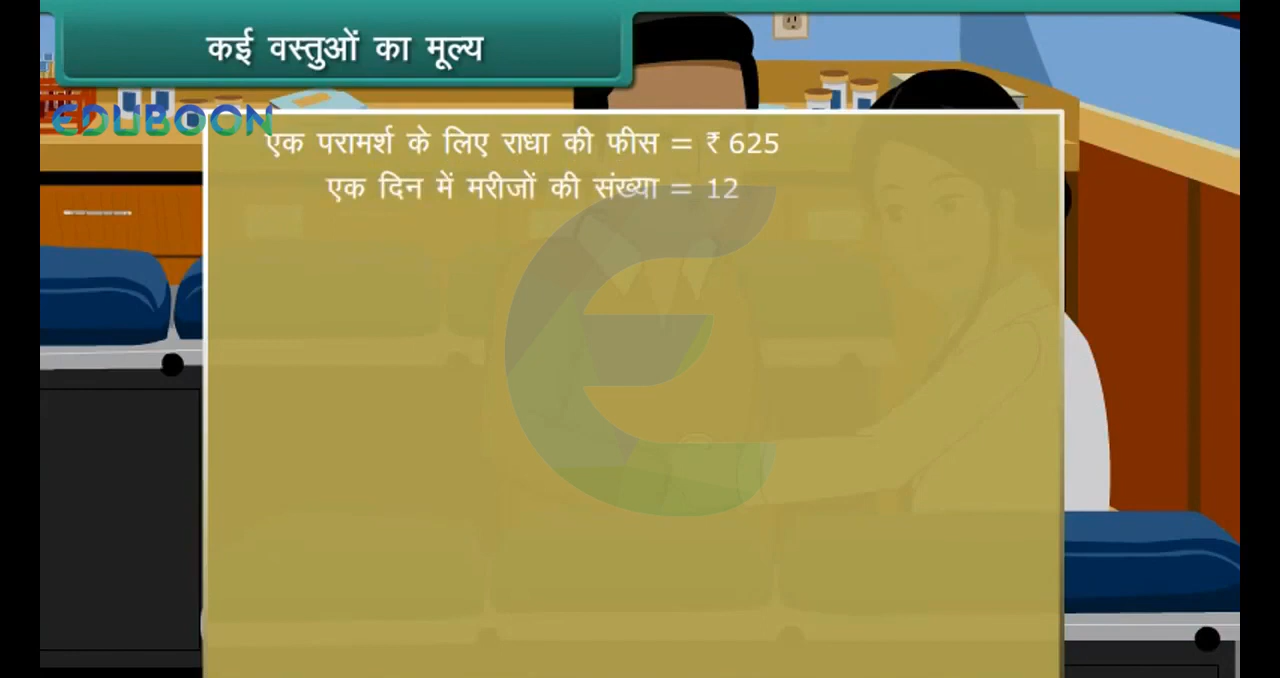 कई वस्तुओं का मूल्य
EDUBOON
एक परामर्श के लिए राधा की फीस = ₹ 625
एक दिन में मरीजों की संख्या = 12